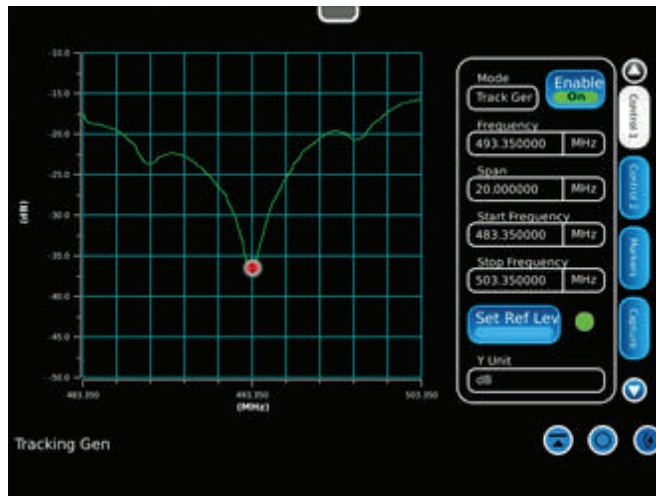 -10.0
-15.0
-20.0
-25.0
-30.0
-35.0
-40.0
-45.0
-50.0
(dB)
483.350
493.350
503.350
(MHz)
Mode
Track Ger
Enable
On
Frequency
493.350000 MHz
Span
20.000000 MHz
Start Frequency
483.350000 MHz
Stop Frequency
503.350000 MHz
Set Ref Lev
Y Unit
dB
Control 1
Control 2
Markers
Capture
Tracking Gen